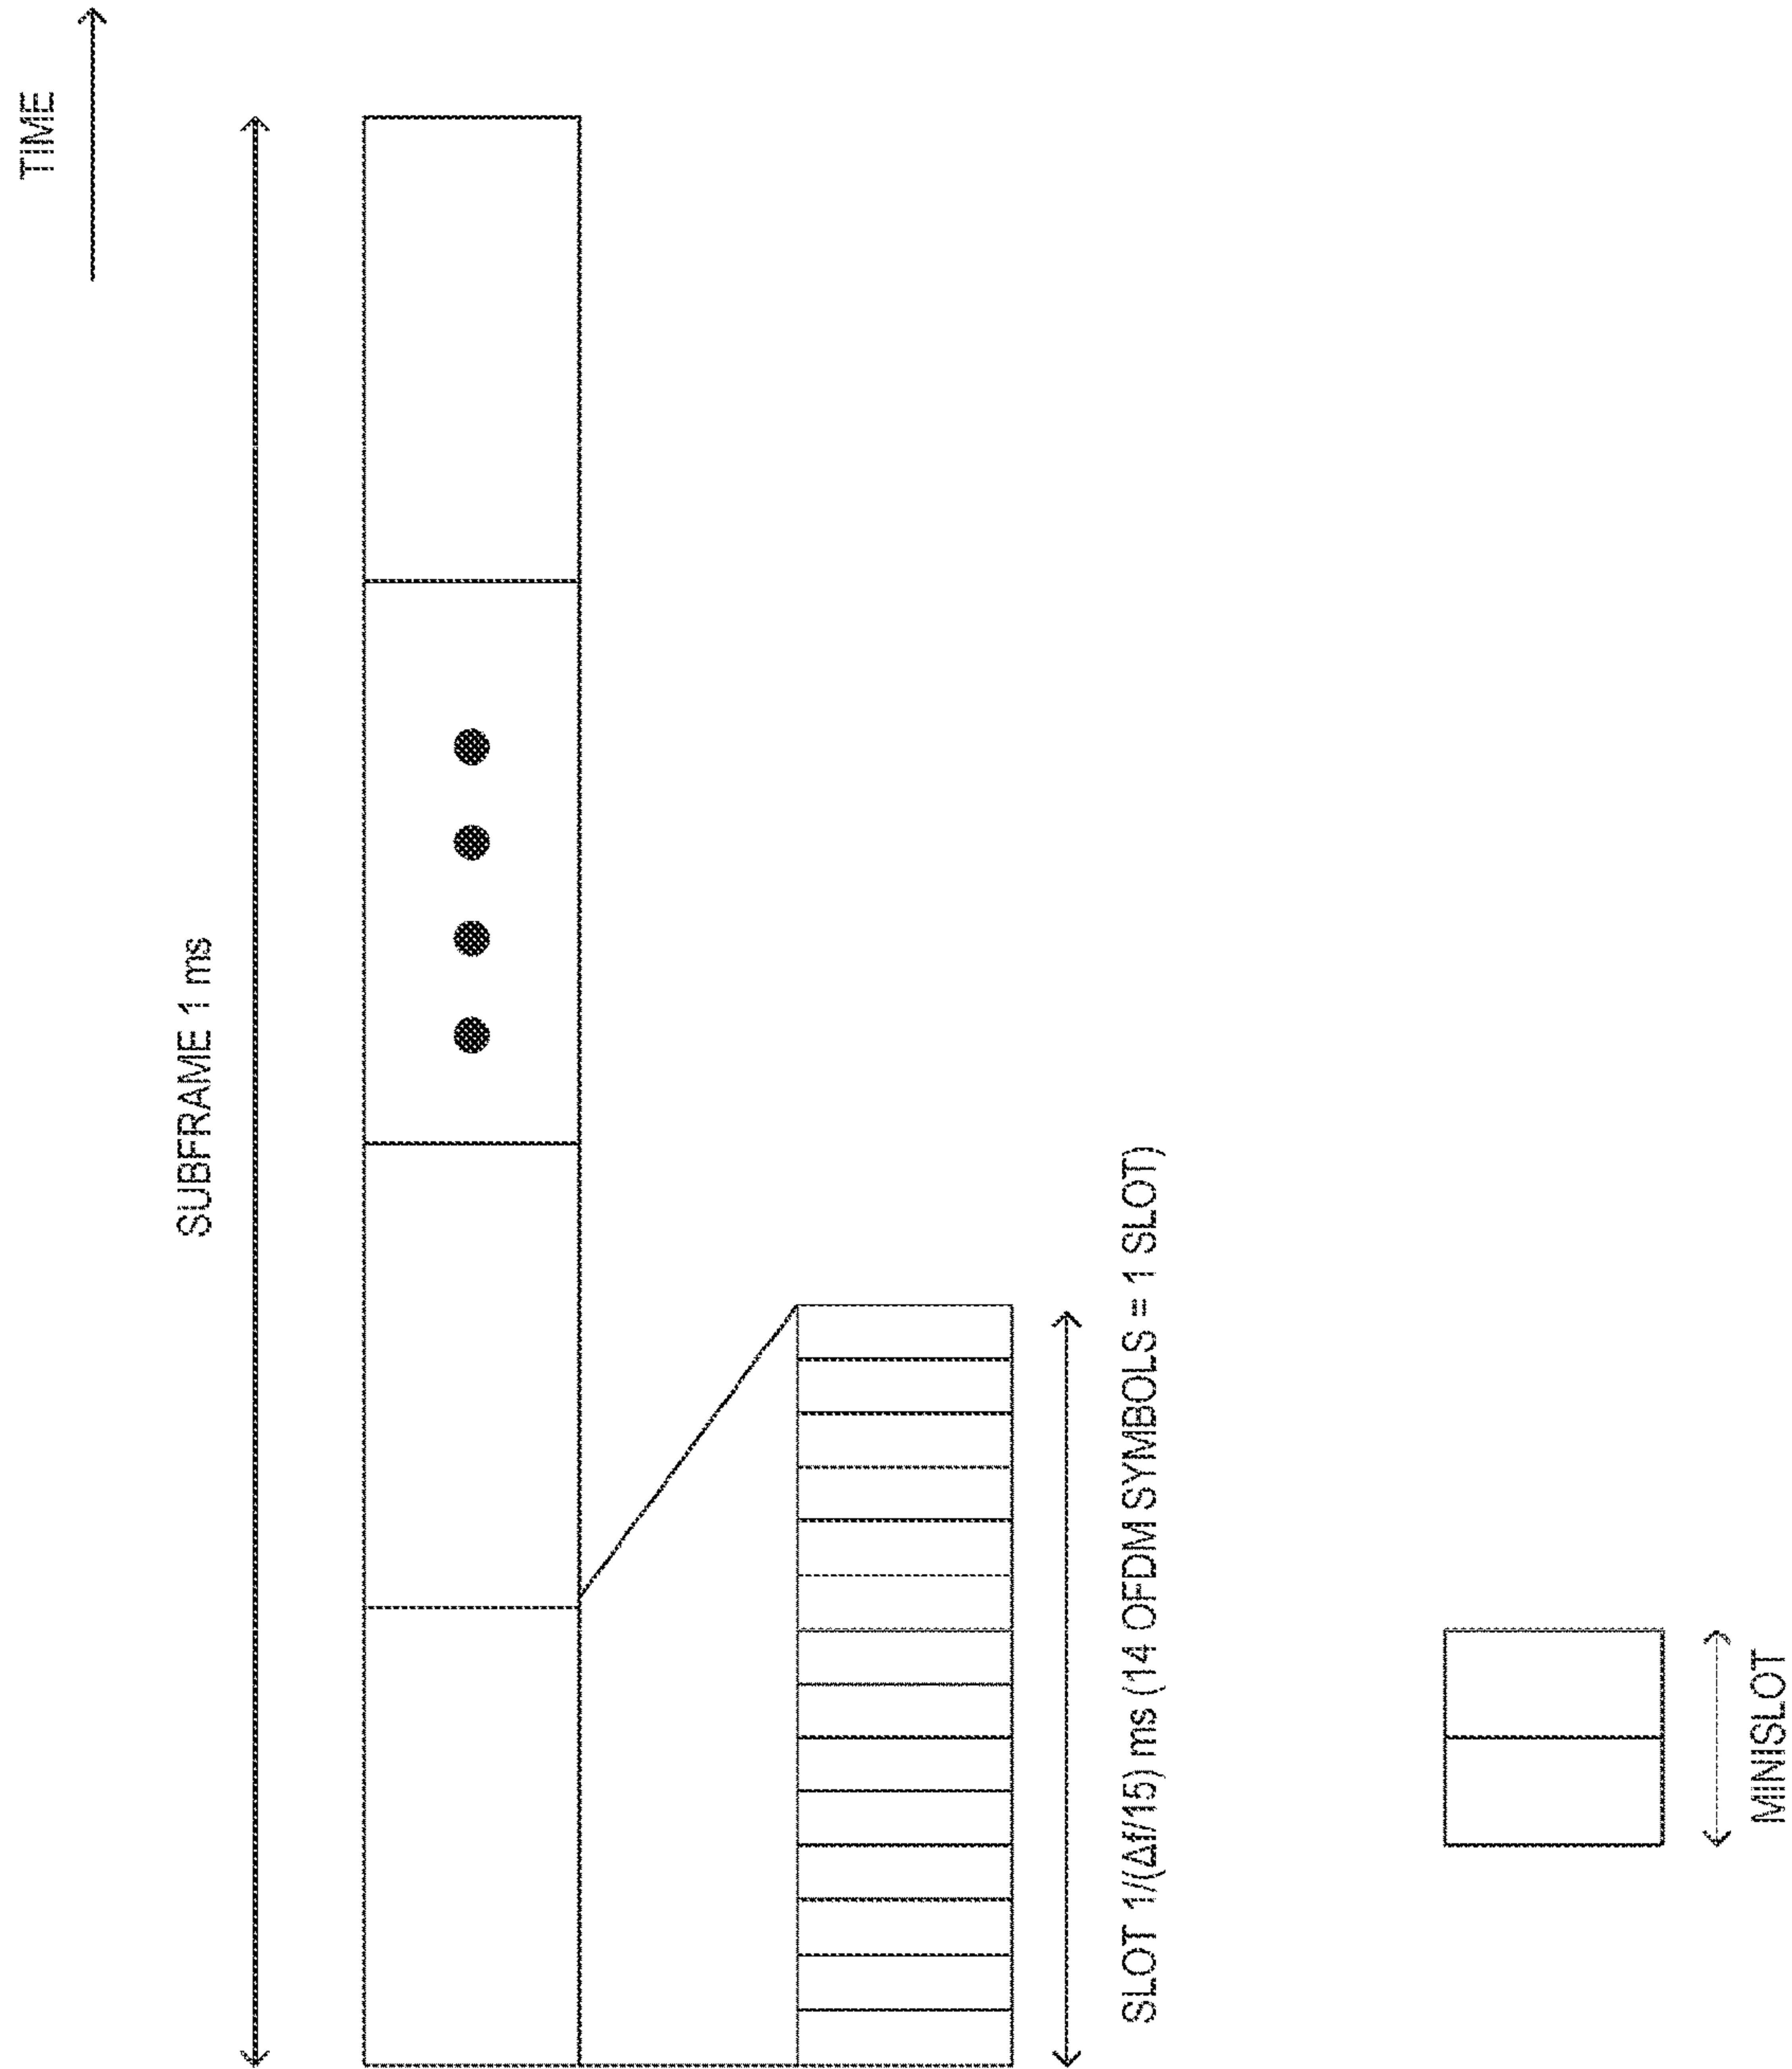 TIME
SUBFRAME 1 ms
SLOT 1/(Δf/15) ms (14 OFDM SYMBOLS = 1 SLOT)
MINISLOT